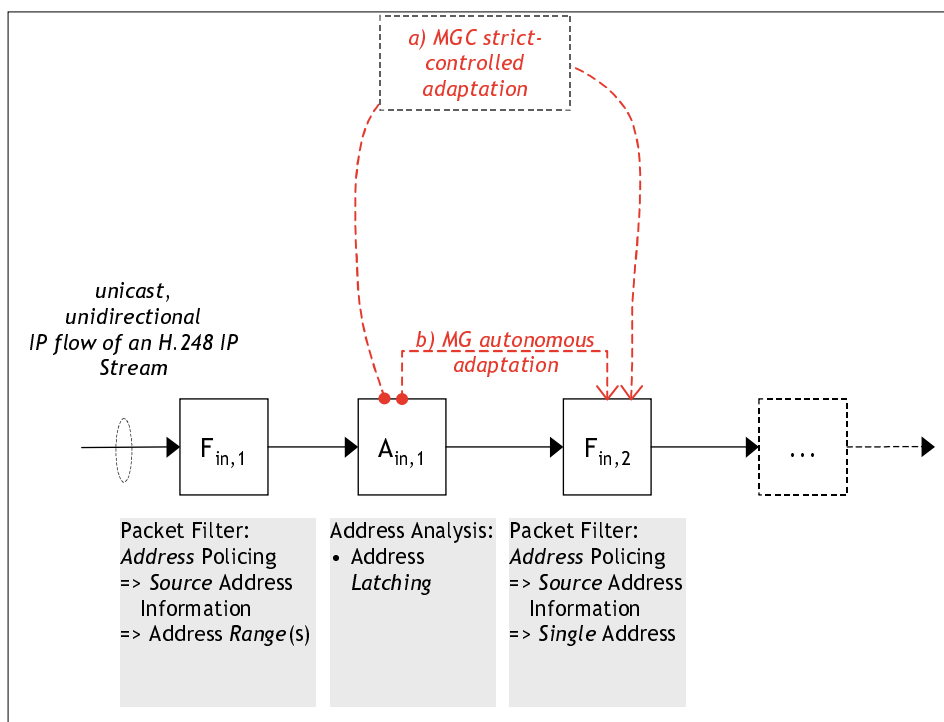 a) MGC strict-
controlled
adaptation
unicast,
unidirectional
IP flow of an H.248 IP
Stream
b) MG autonomous
adaptation
F in,1
A in,1
F in,2
...
Packet Filter:
Address Policing
=> Source Address
Information
=> Address Range(s)
Address Analysis:
• Address
Latching
Packet Filter:
Address Policing
=> Source Address
Information
=> Single Address